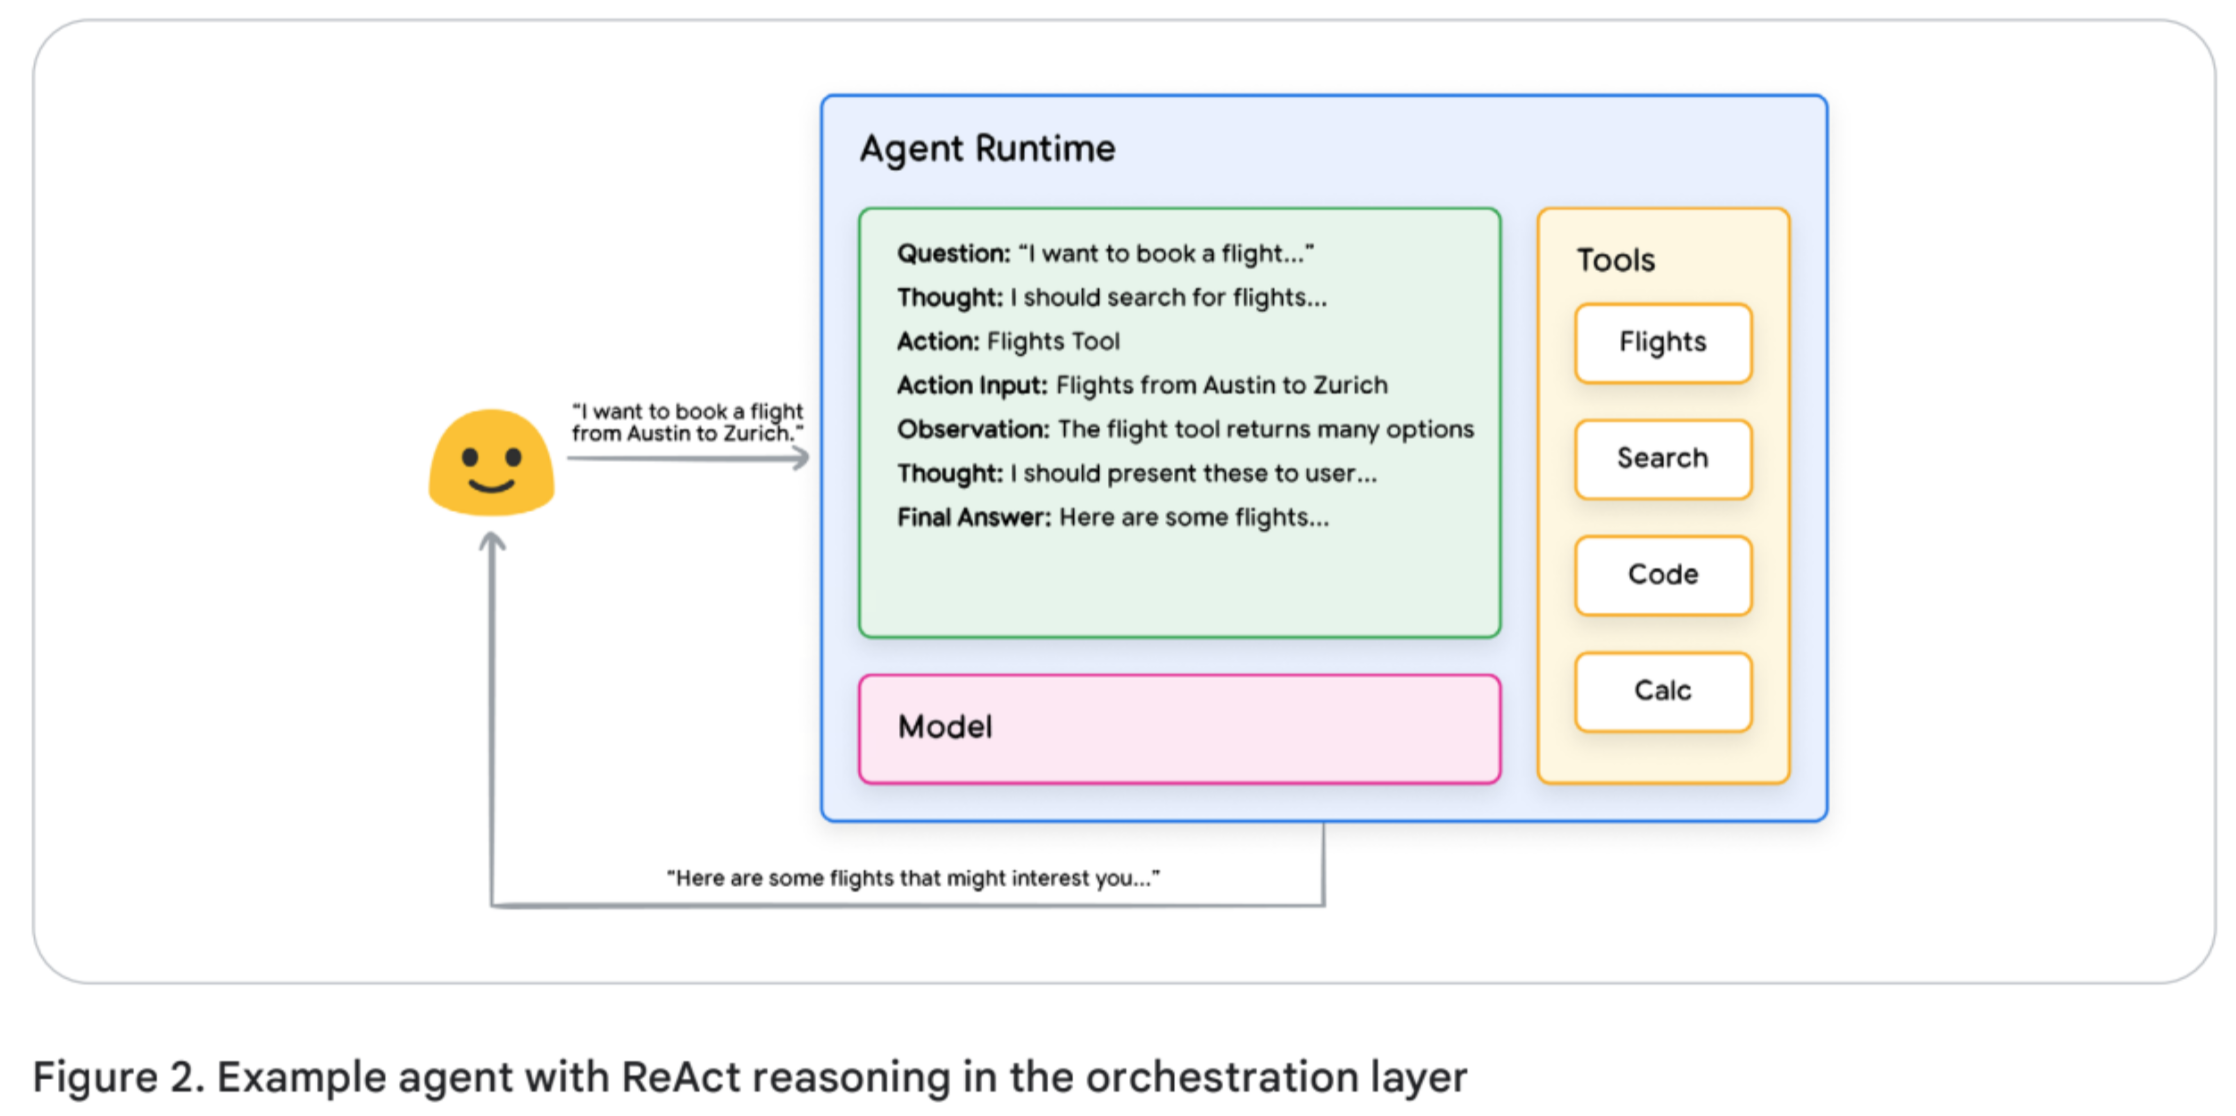 Agent Runtime
Question: “I want to book a flight...”
Thought: I should search for flights...
Action: Flights Tool
Action Input: Flights from Austin to Zurich
Observation: The flight tool returns many options
Thought: I should present these to user...
Final Answer: Here are some flights...
Tools
Flights
Search
Code
Calc
Model
“I want to book a flight
from Austin to Zurich.”
“Here are some flights that might interest you...”
Figure 2. Example agent with ReAct reasoning in the orchestration layer